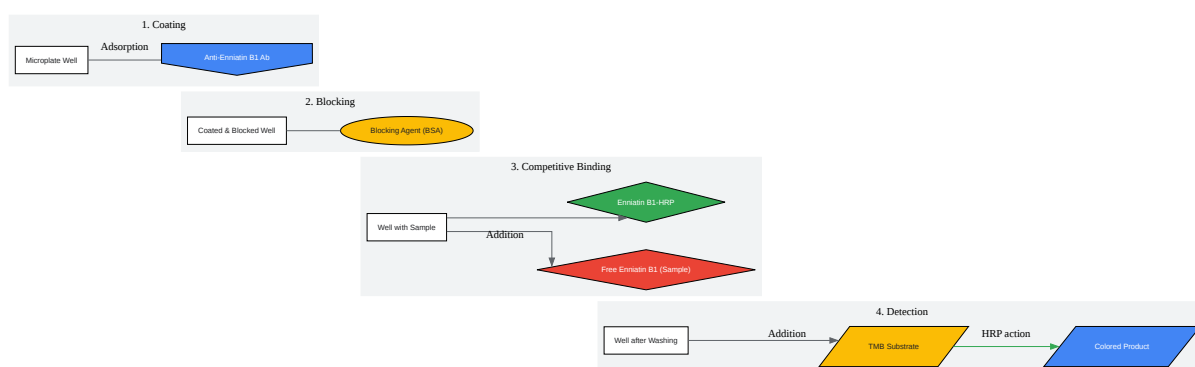 1. Coating
Microplate Well
Adsorption
Anti-Enniatin B1 Ab
2. Blocking
Coated & Blocked Well
Blocking Agent (BSA)
3. Competitive Binding
Enniatin B1-HRP
Well with Sample
Addition
Free Enniatin B1 (Sample)
4. Detection
Well after Washing
Addition
TMB Substrate
HRP action
Colored Product